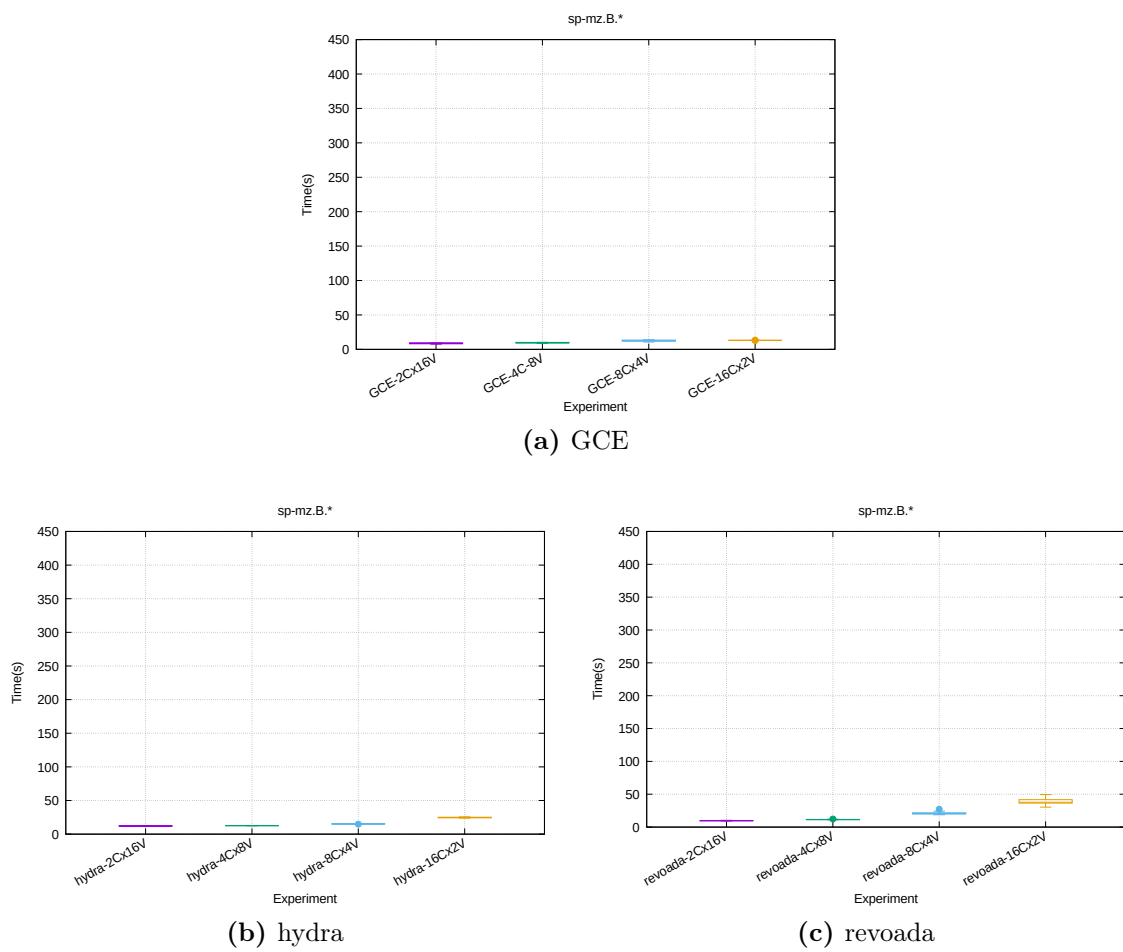 sp-mz.B.*
450
400
350
300
250
200
150
100
50
0
Time(s)
GCE-2Cx16V
GCE-4C-8V
GCE-8Cx4V
GCE-16Cx2V
Experiment
(a) GCE
sp-mz.B.*
450
400
350
300
250
200
150
100
50
0
Time(s)
hydra-2Cx16V
hydra-4Cx8V
hydra-8Cx4V
hydra-16Cx2V
Experiment
(b) hydra
sp-mz.B.*
450
400
350
300
250
200
150
100
50
0
Time(s)
revoada-2Cx16V
revoada-4Cx8V
revoada-8Cx4V
revoada-16Cx2V
Experiment
(c) revoada